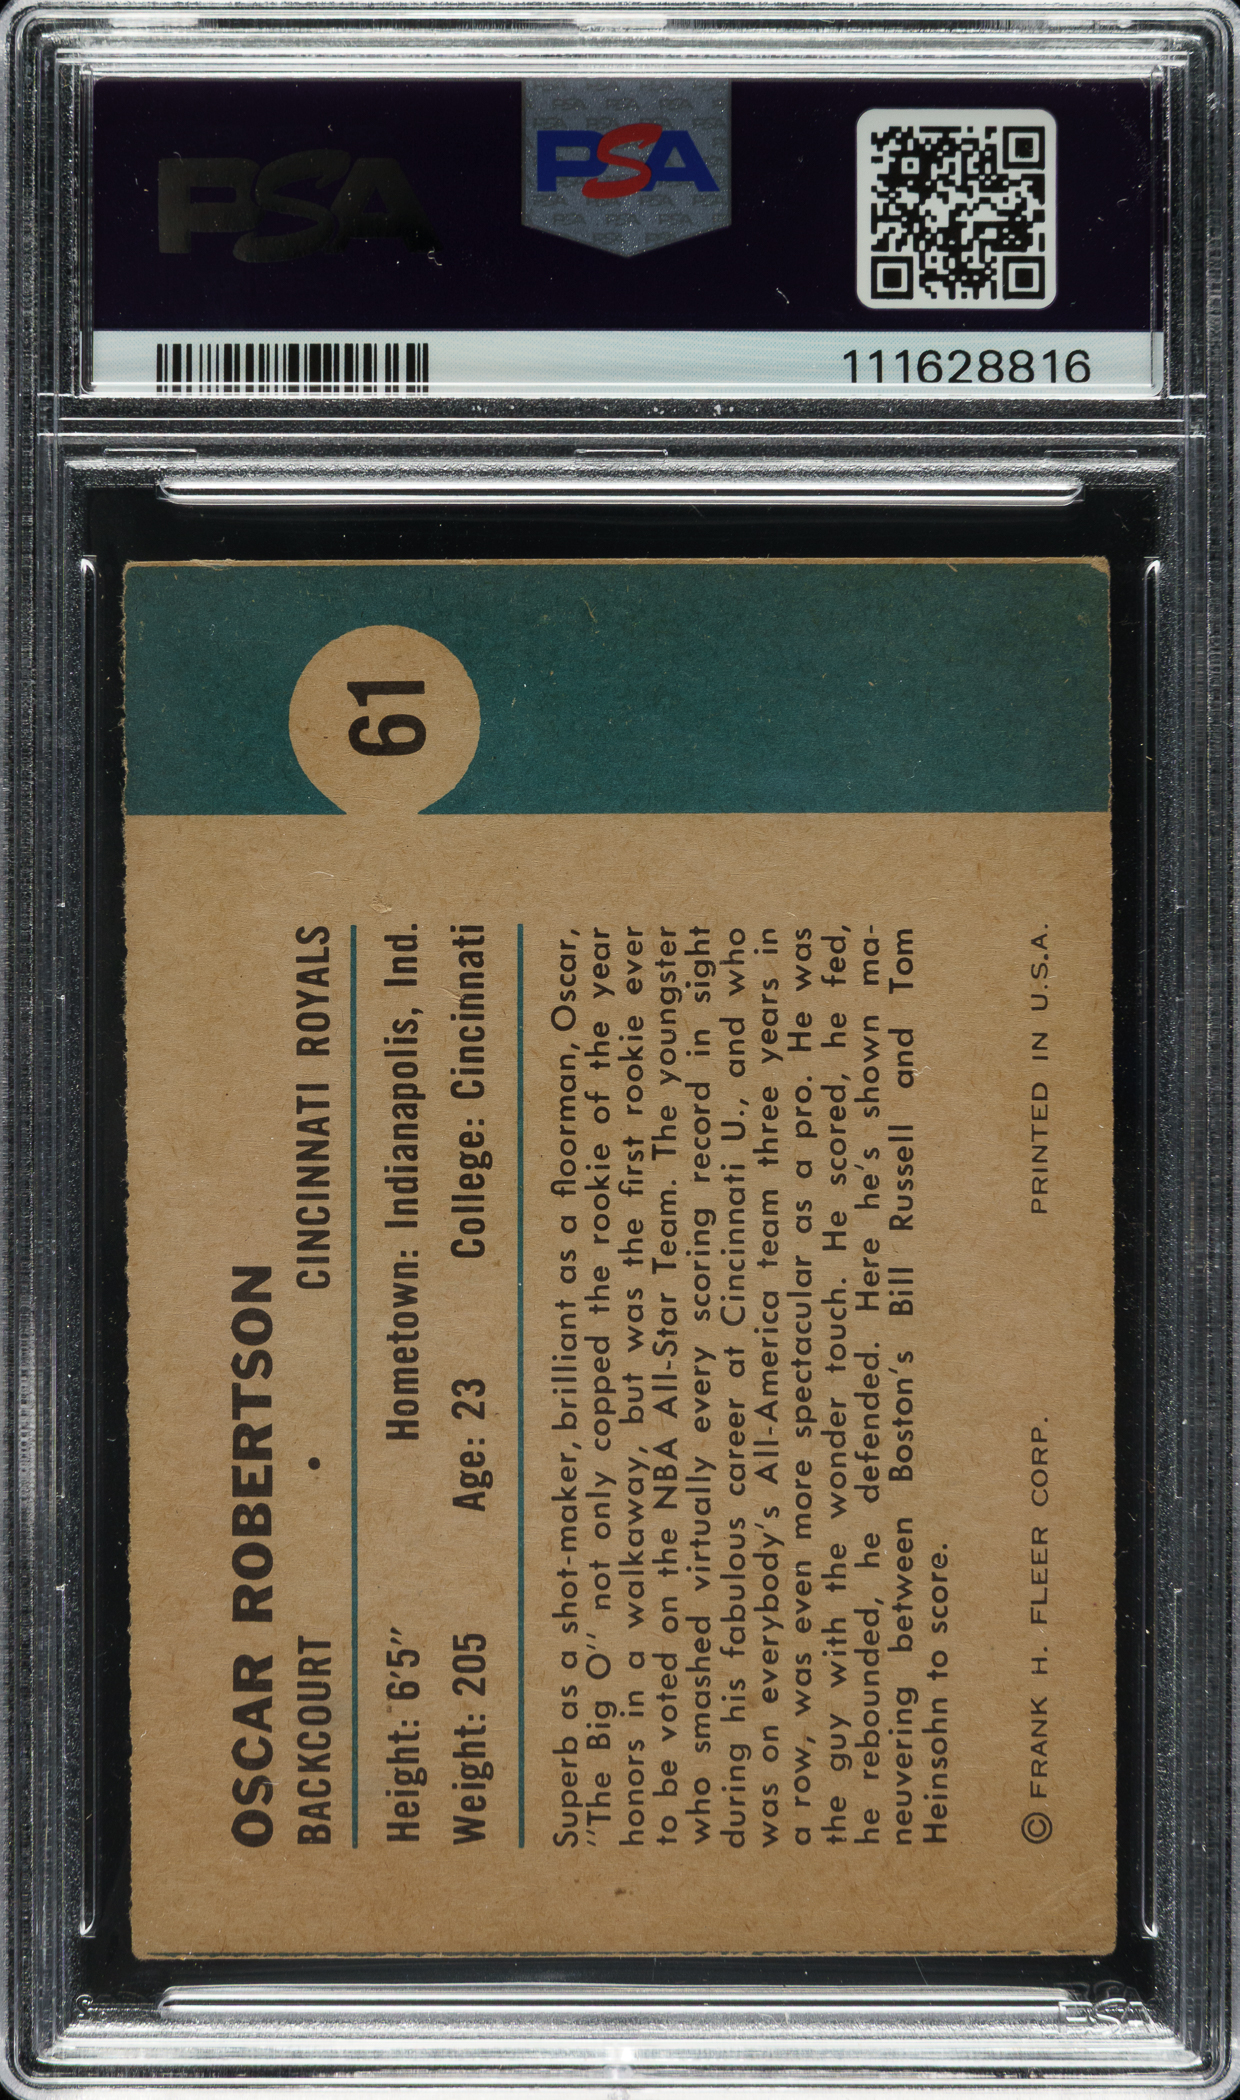 PSA
PSA
111628816
61
OSCAR ROBERTSON
BACKCOURT • CINCINNATI ROYALS
Height: 6'5" Hometown: Indianapolis, Ind.
Weight: 205 Age: 23 College: Cincinnati
Superb as a shot-maker, brilliant as a floorman, Oscar,
"The Big O" not only copped the rookie of the year
honors in a walkaway, but was the first rookie ever
to be voted on the NBA All-Star Team. The youngster
who smashed virtually every scoring record in sight
during his fabulous career at Cincinnati U., and who
was on everybody's All-America team three years in
a row, was even more spectacular as a pro. He was
the guy with the wonder touch. He scored, he fed,
he rebounded, he defended. Here he's shown ma-
neuvering between Boston's Bill Russell and Tom
Heinsohn to score.
© FRANK H. FLEER CORP. PRINTED IN U.S.A.
PSA